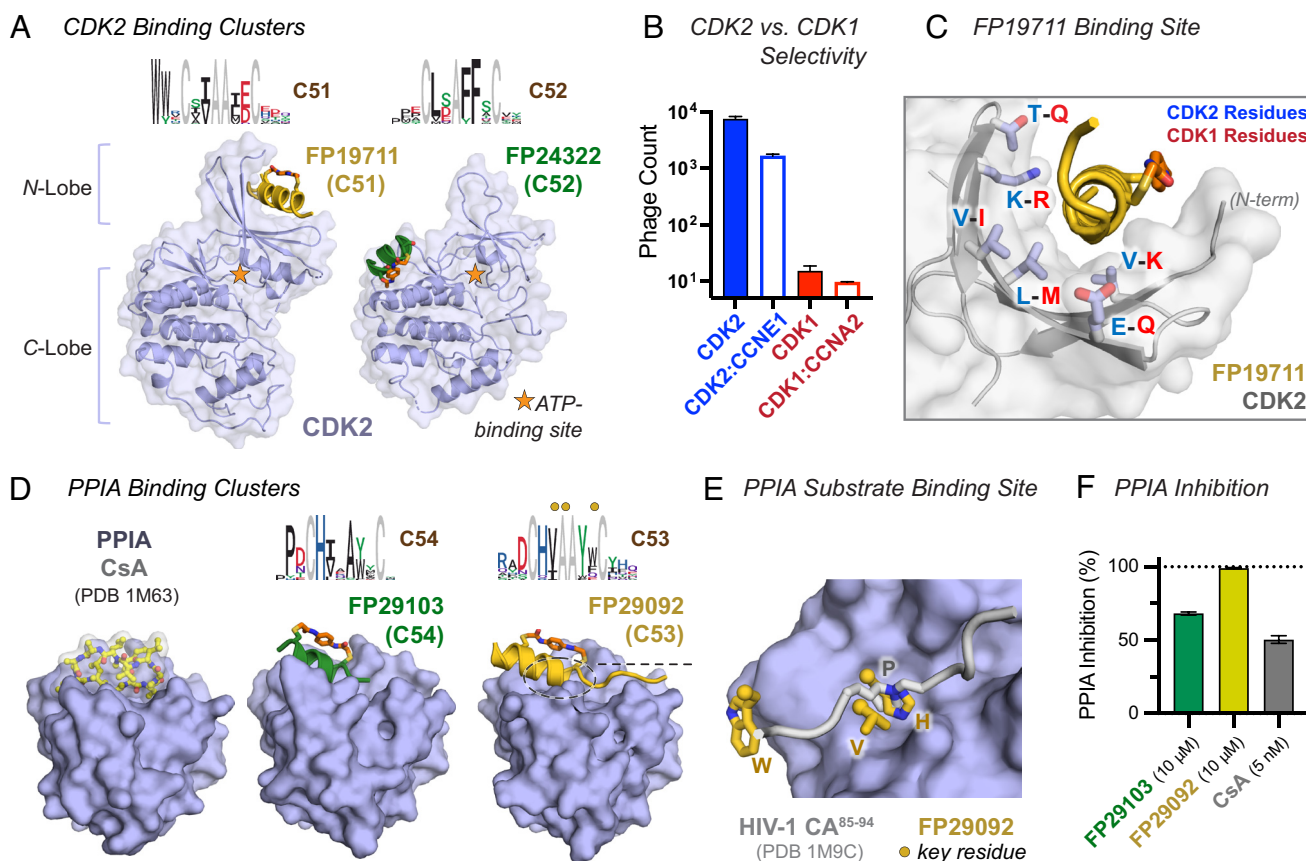 A CDK2 Binding Clusters
C51
C52
FP19711
(C51)
FP24322
(C52)
N-Lobe
C-Lobe
CDK2
ATP-
binding site
B CDK2 vs. CDK1
Selectivity
Phage Count
10⁴
10³
10²
10¹
CDK2
CDK2:CCNE1
CDK1
CDK1:CCNA2
C FP19711 Binding Site
CDK2 Residues
CDK1 Residues
T-Q
K-R
(N-term)
V-I
V-K
L-M
E-Q
FP19711
CDK2
D PPIA Binding Clusters
PPIA
CsA
(PDB 1M63)
C54
FP29103
(C54)
C53
FP29092
(C53)
E PPIA Substrate Binding Site
P
H
V
W
HIV-1 CA⁸⁵⁻⁹⁴
(PDB 1M9C)
FP29092
key residue
F PPIA Inhibition
PPIA Inhibition (%)
100
50
0
FP29103 (10 µM)
FP29092 (10 µM)
CsA (5 nM)